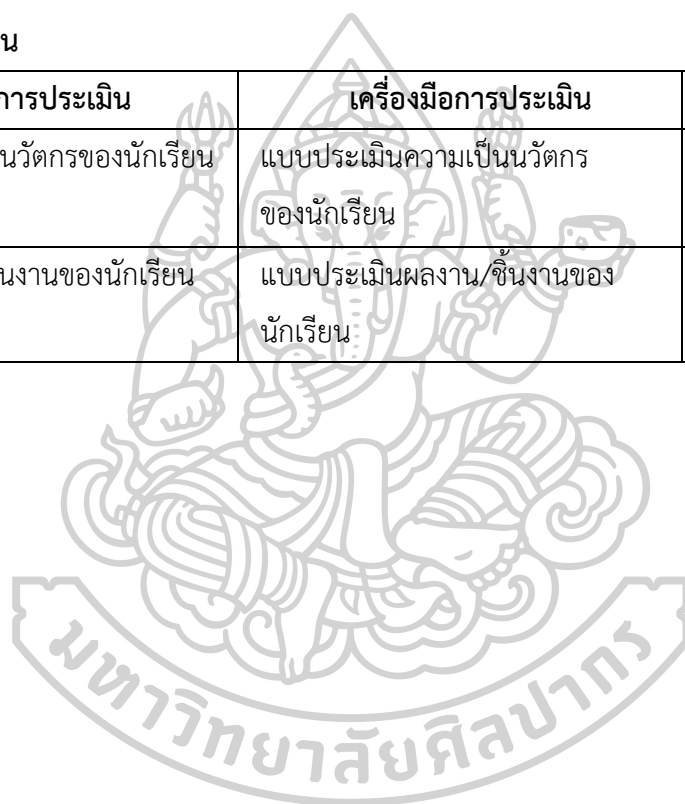 น
การประเมิน เครื่องมือการประเมิน
นวัตกรของนักเรียน แบบประเมินความเป็นนวัตกร
ของนักเรียน
นงานของนักเรียน แบบประเมินผลงาน/ชิ้นงานของ
นักเรียน
มหาวิทยาลัยศิลปากร